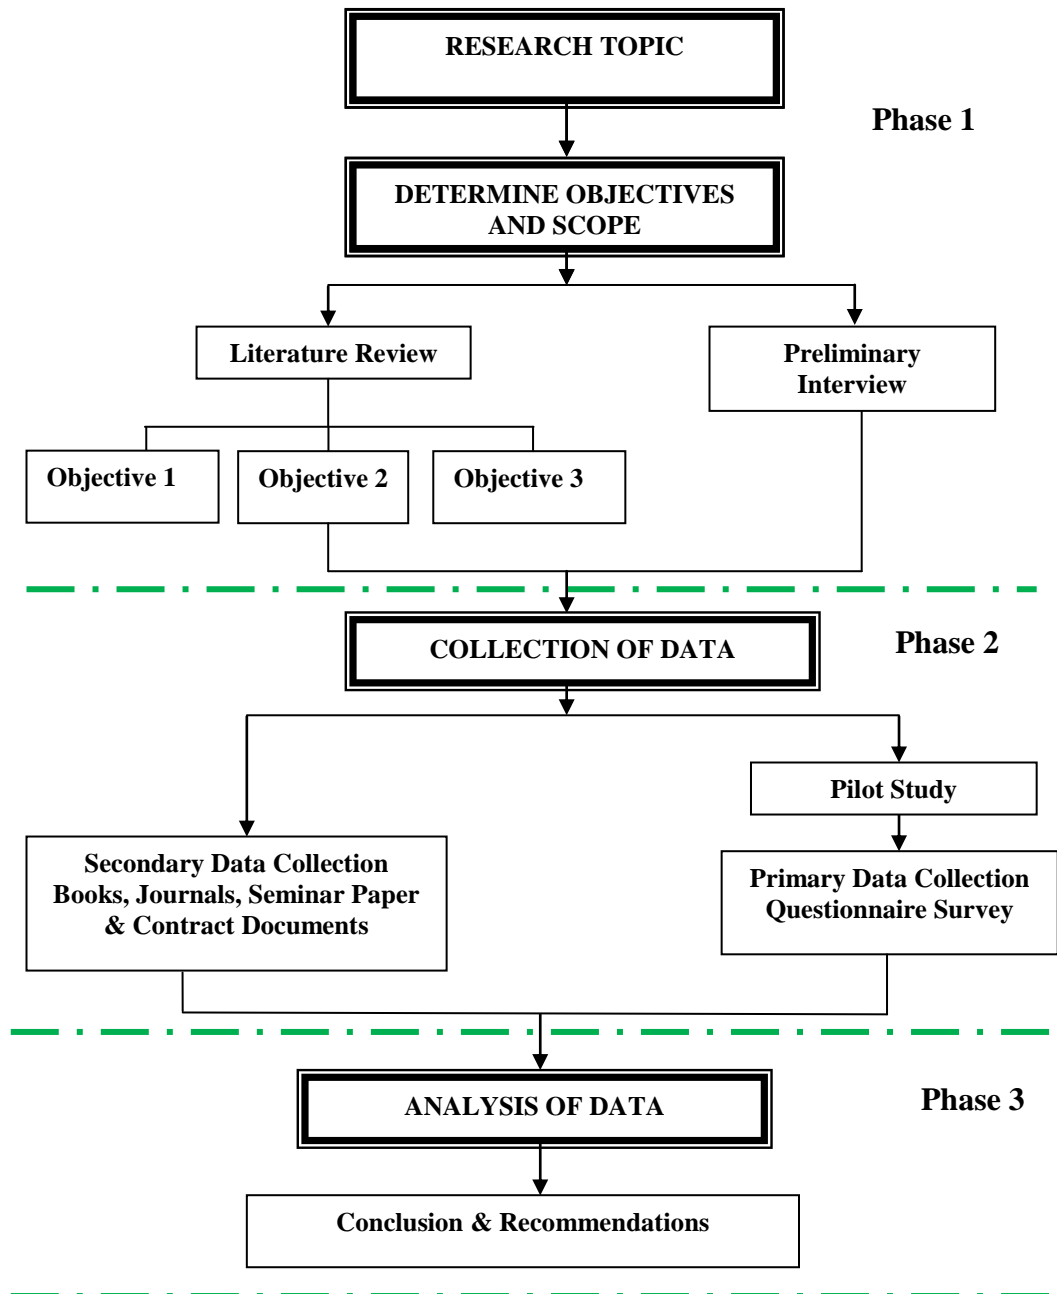 RESEARCH TOPIC
Phase 1
DETERMINE OBJECTIVES
AND SCOPE
Literature Review
Preliminary
Interview
Objective 1
Objective 2
Objective 3
COLLECTION OF DATA
Phase 2
Pilot Study
Secondary Data Collection
Books, Journals, Seminar Paper
& Contract Documents
Primary Data Collection
Questionnaire Survey
ANALYSIS OF DATA
Phase 3
Conclusion & Recommendations